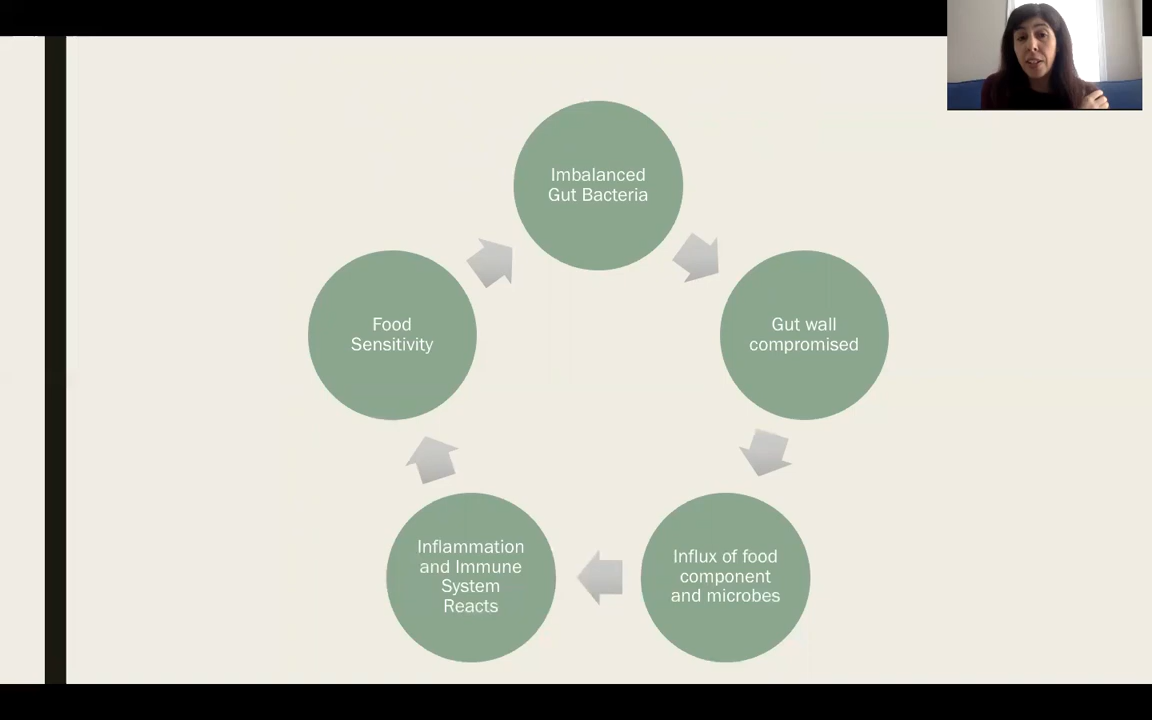 Imbalanced
Gut Bacteria
Gut wall
compromised
Influx of food
component
and microbes
Inflammation
and Immune
System
Reacts
Food
Sensitivity